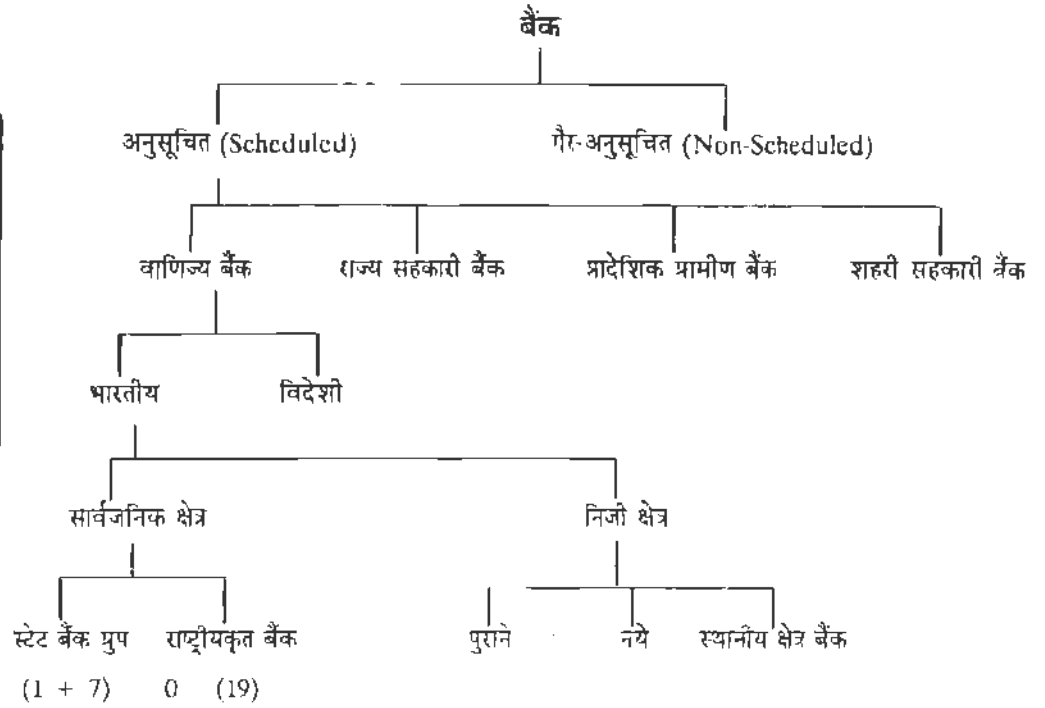 बैंक
अनुसूचित (Scheduled) गैर-अनुसूचित (Non-Scheduled)
वाणिज्य बैंक राज्य सहकारी बैंक प्रादेशिक ग्रामीण बैंक शहरी सहकारी बैंक
भारतीय विदेशी
सार्वजनिक क्षेत्र निजी क्षेत्र
स्टेट बैंक ग्रुप राष्ट्रीयकृत बैंक पुराने नये स्थानीय क्षेत्र बैंक
(1 + 7) 0 (19)